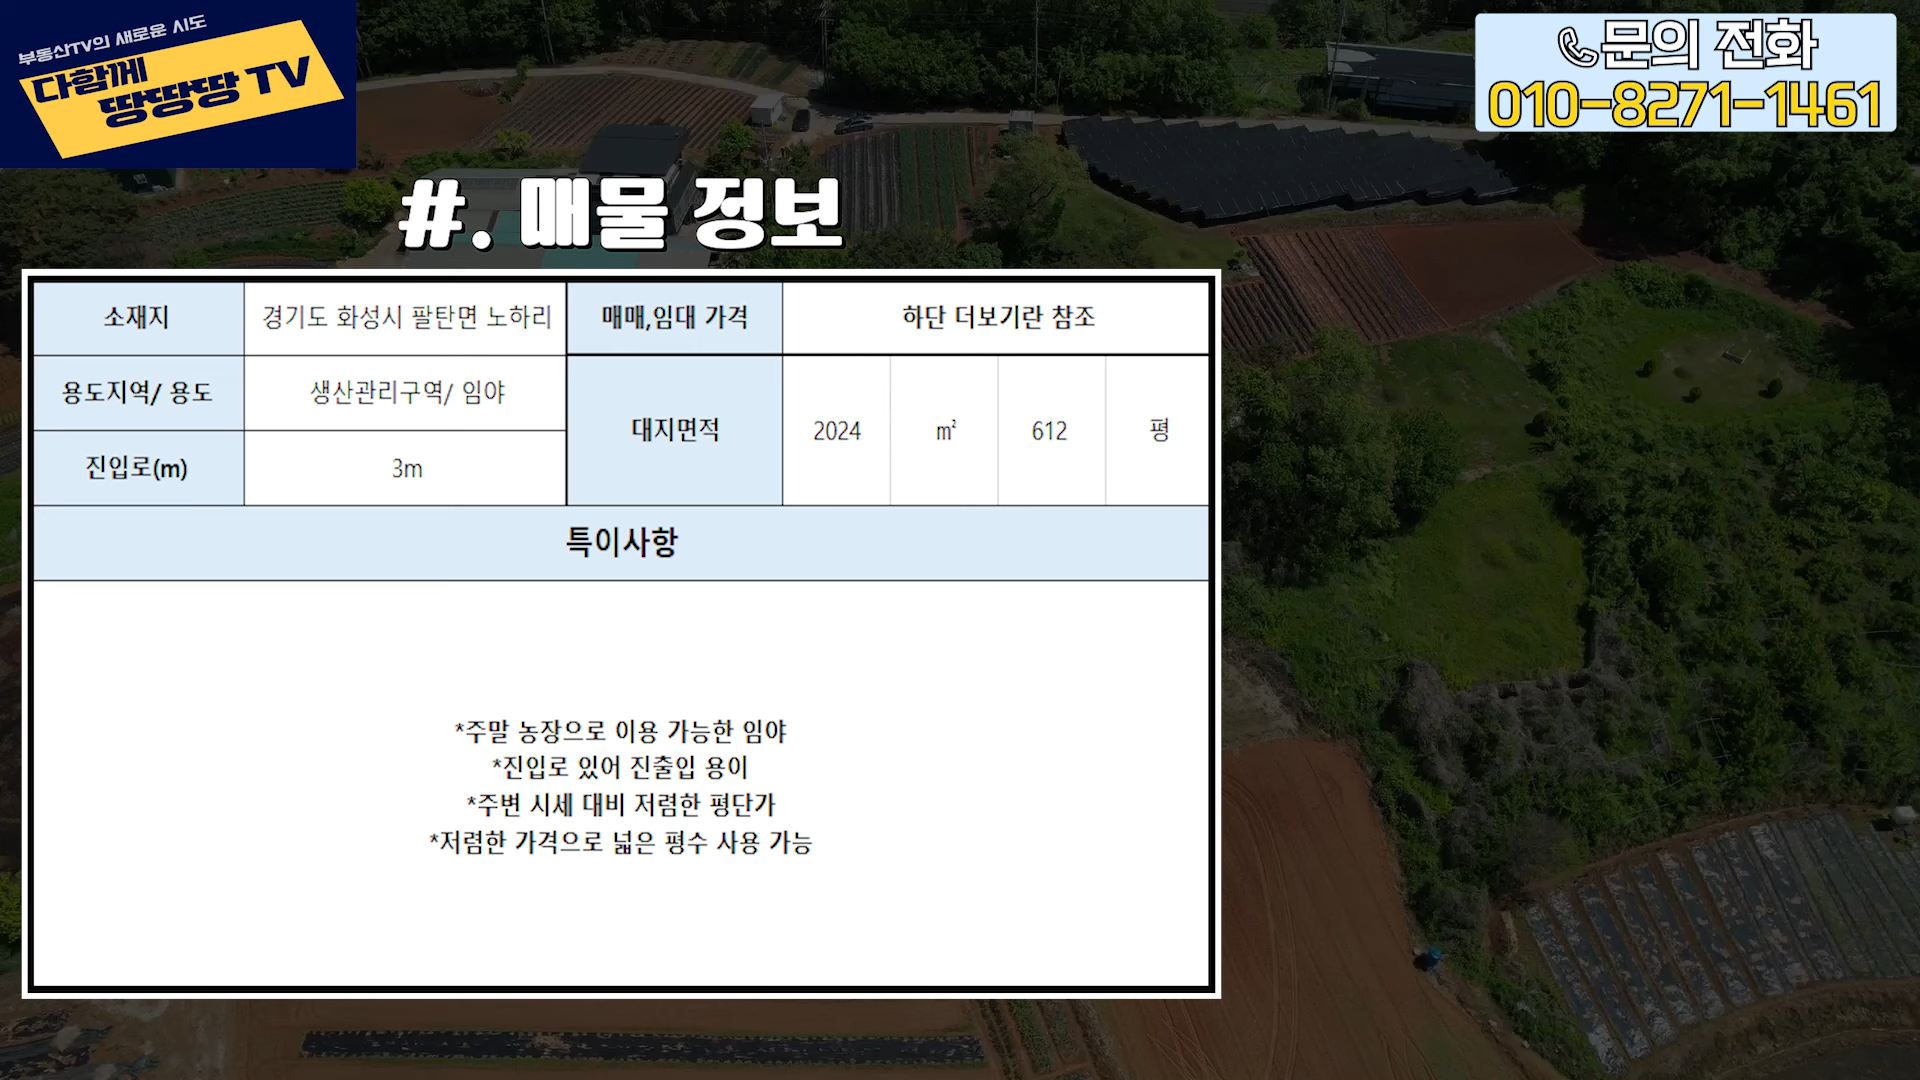 부동산TV의 새로운 시도
다함께
땅땅땅 TV
문의 전화
010-8271-1461
#. 매물 정보
소재지 경기도 화성시 팔탄면 노하리 매매,임대 가격 하단 더보기란 참조
용도지역/ 용도 생산관리구역/ 임야 대지면적 2024 ㎡ 612 평
진입로(m) 3m
특이사항
*주말 농장으로 이용 가능한 임야
*진입로 있어 진출입 용이
*주변 시세 대비 저렴한 평단가
*저렴한 가격으로 넓은 평수 사용 가능